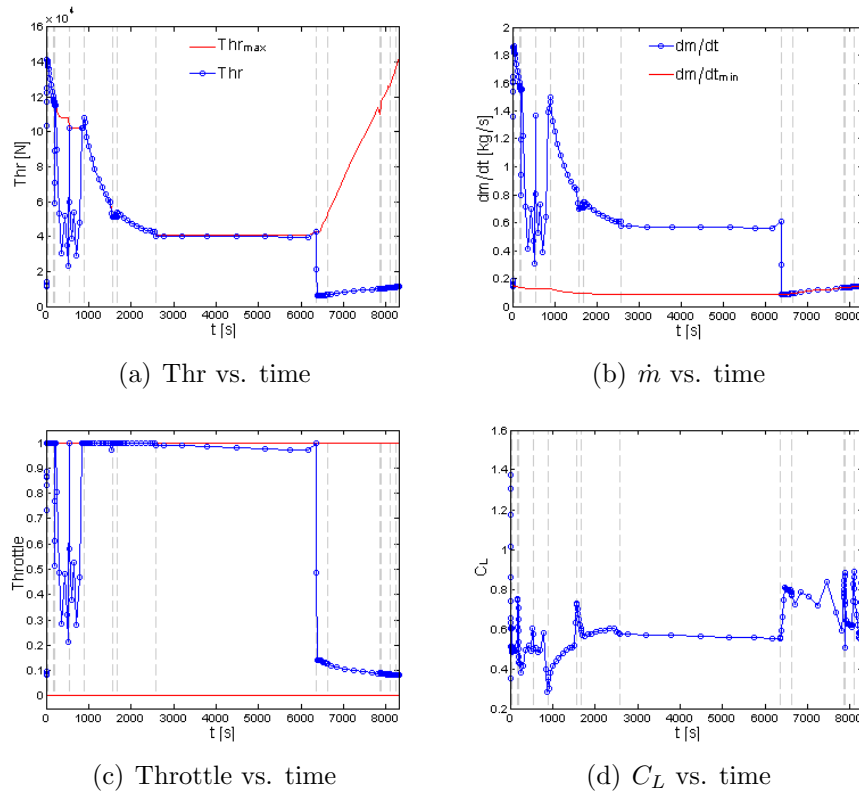 × 10⁴
16
14
12
10
8
6
4
2
0
Thr [N]
Thrmax
Thr
0 1000 2000 3000 4000 5000 6000 7000 8000
t [s]
(a) Thr vs. time
2
1.8
1.6
1.4
1.2
1
0.8
0.6
0.4
0.2
0
dm/dt [kg/s]
dm/dt
dm/dtmin
0 1000 2000 3000 4000 5000 6000 7000 8000
t [s]
(b) ṁ vs. time
1
0.9
0.8
0.7
0.6
0.5
0.4
0.3
0.2
0.1
0
Throttle
0 1000 2000 3000 4000 5000 6000 7000 8000
t [s]
(c) Throttle vs. time
1.6
1.4
1.2
1
0.8
0.6
0.4
0.2
0
CL
0 1000 2000 3000 4000 5000 6000 7000 8000
t [s]
(d) CL vs. time